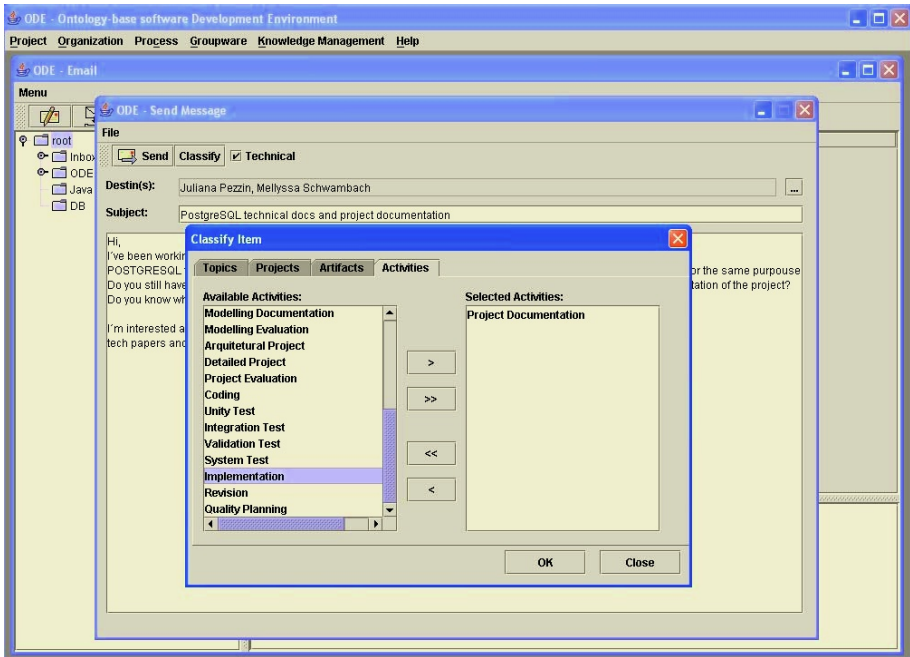 ODE - Ontology-base software Development Environment
Project Organization Process Groupware Knowledge Management Help
ODE - Email
Menu
root
Inbox
ODE
Java
DB
ODE - Send Message
File
Send Classify Technical
Destin(s): Juliana Pezzin, Mellyssa Schwambach ...
Subject: PostgreSQL technical docs and project documentation
Hi,
I've been
POSTGRESQL or the same purpouse
Do you still have tation of the project?
Do you know
I´m interested
tech papers and
Classify Item
Topics Projects Artifacts Activities
Available Activities: Selected Activities:
Modelling Documentation Project Documentation
Modelling Evaluation
Arquitetural Project
Detailed Project
Project Evaluation
Coding
Unity Test
Integration Test
Validation Test
System Test
Implementation
Revision
Quality Planning
>
>>
<<
<
OK Close